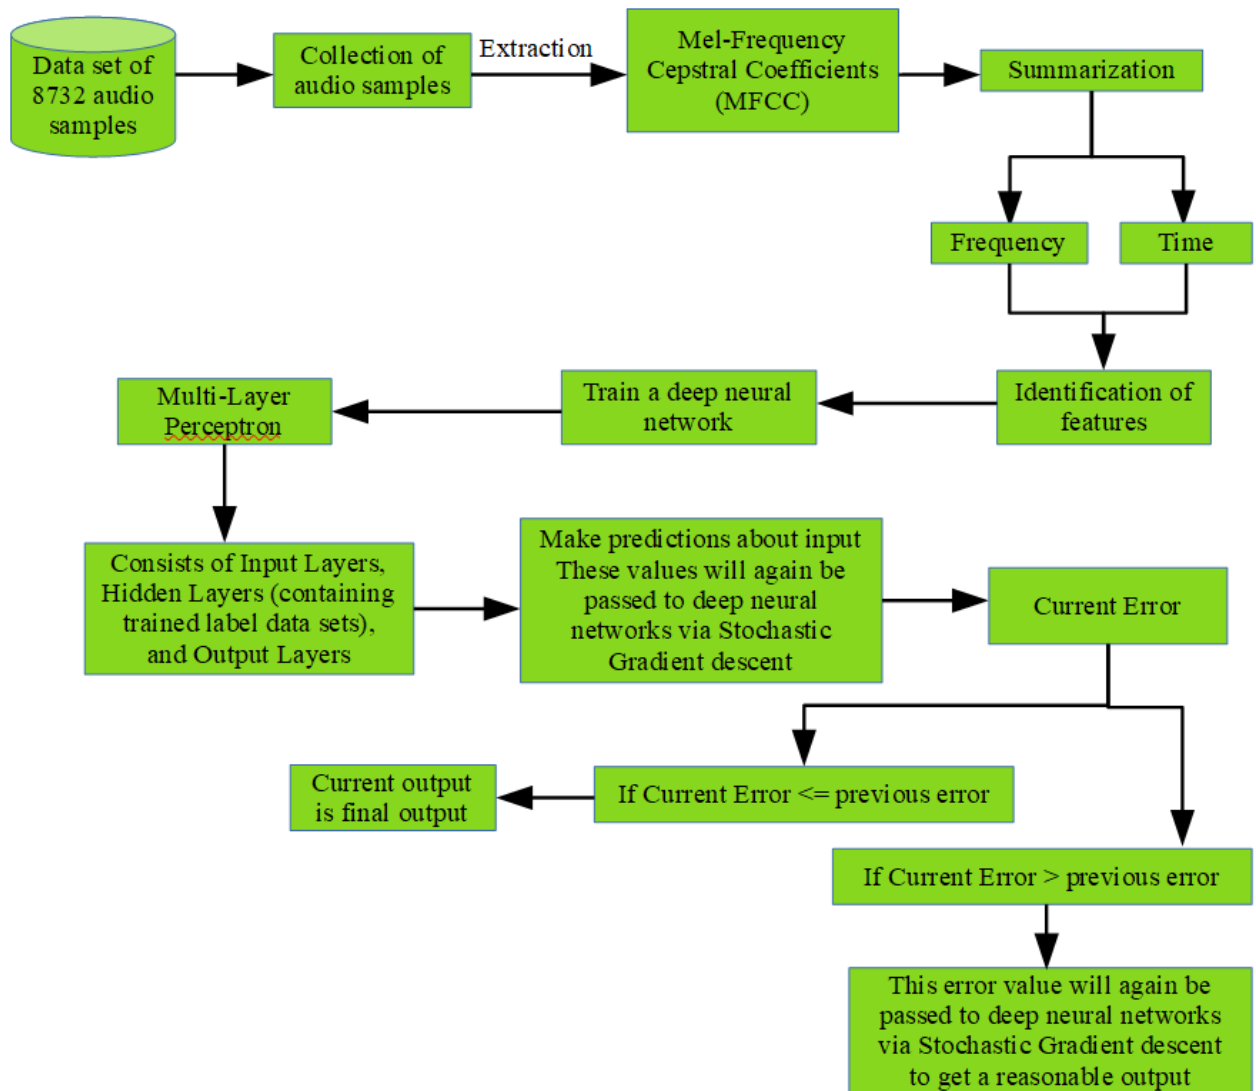 Data set of
8732 audio
samples
Collection of
audio samples
Extraction
Mel-Frequency
Cepstral Coefficients
(MFCC)
Summarization
Frequency
Time
Identification of
features
Train a deep neural
network
Multi-Layer
Perceptron
Consists of Input Layers,
Hidden Layers (containing
trained label data sets),
and Output Layers
Make predictions about input
These values will again be
passed to deep neural
networks via Stochastic
Gradient descent
Current Error
If Current Error <= previous error
Current output
is final output
If Current Error > previous error
This error value will again be
passed to deep neural networks
via Stochastic Gradient descent
to get a reasonable output